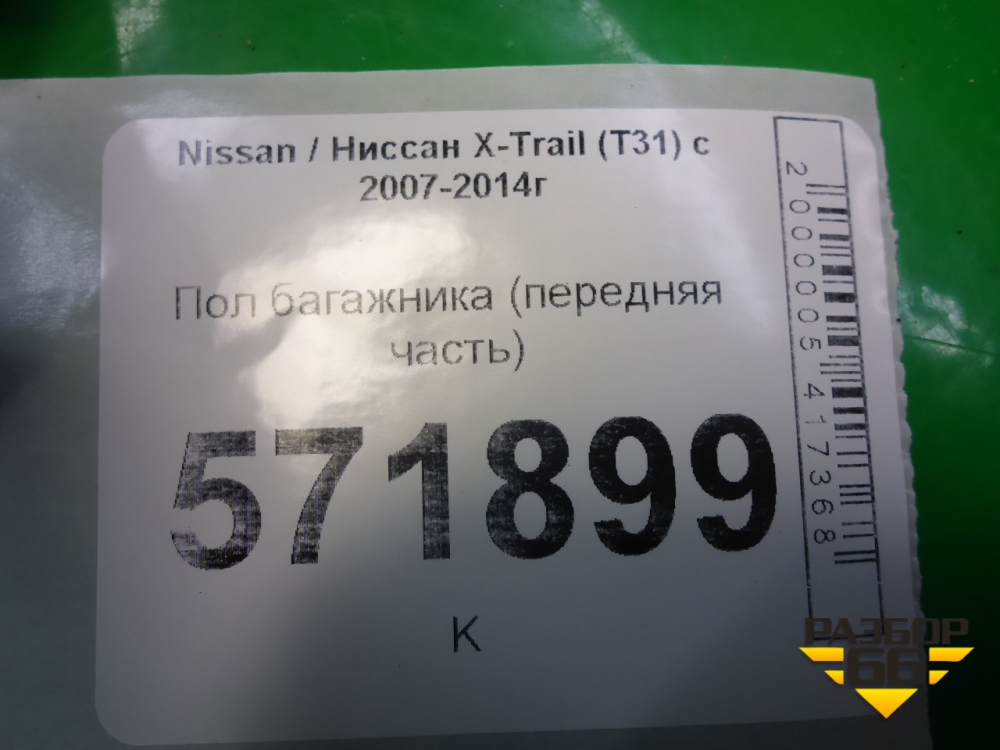 Nissan / Ниссан X-Trail (T31) с
2007-2014г
Пол багажника (передняя
часть)
571899
К
2000005417368
РАЗБОР
66